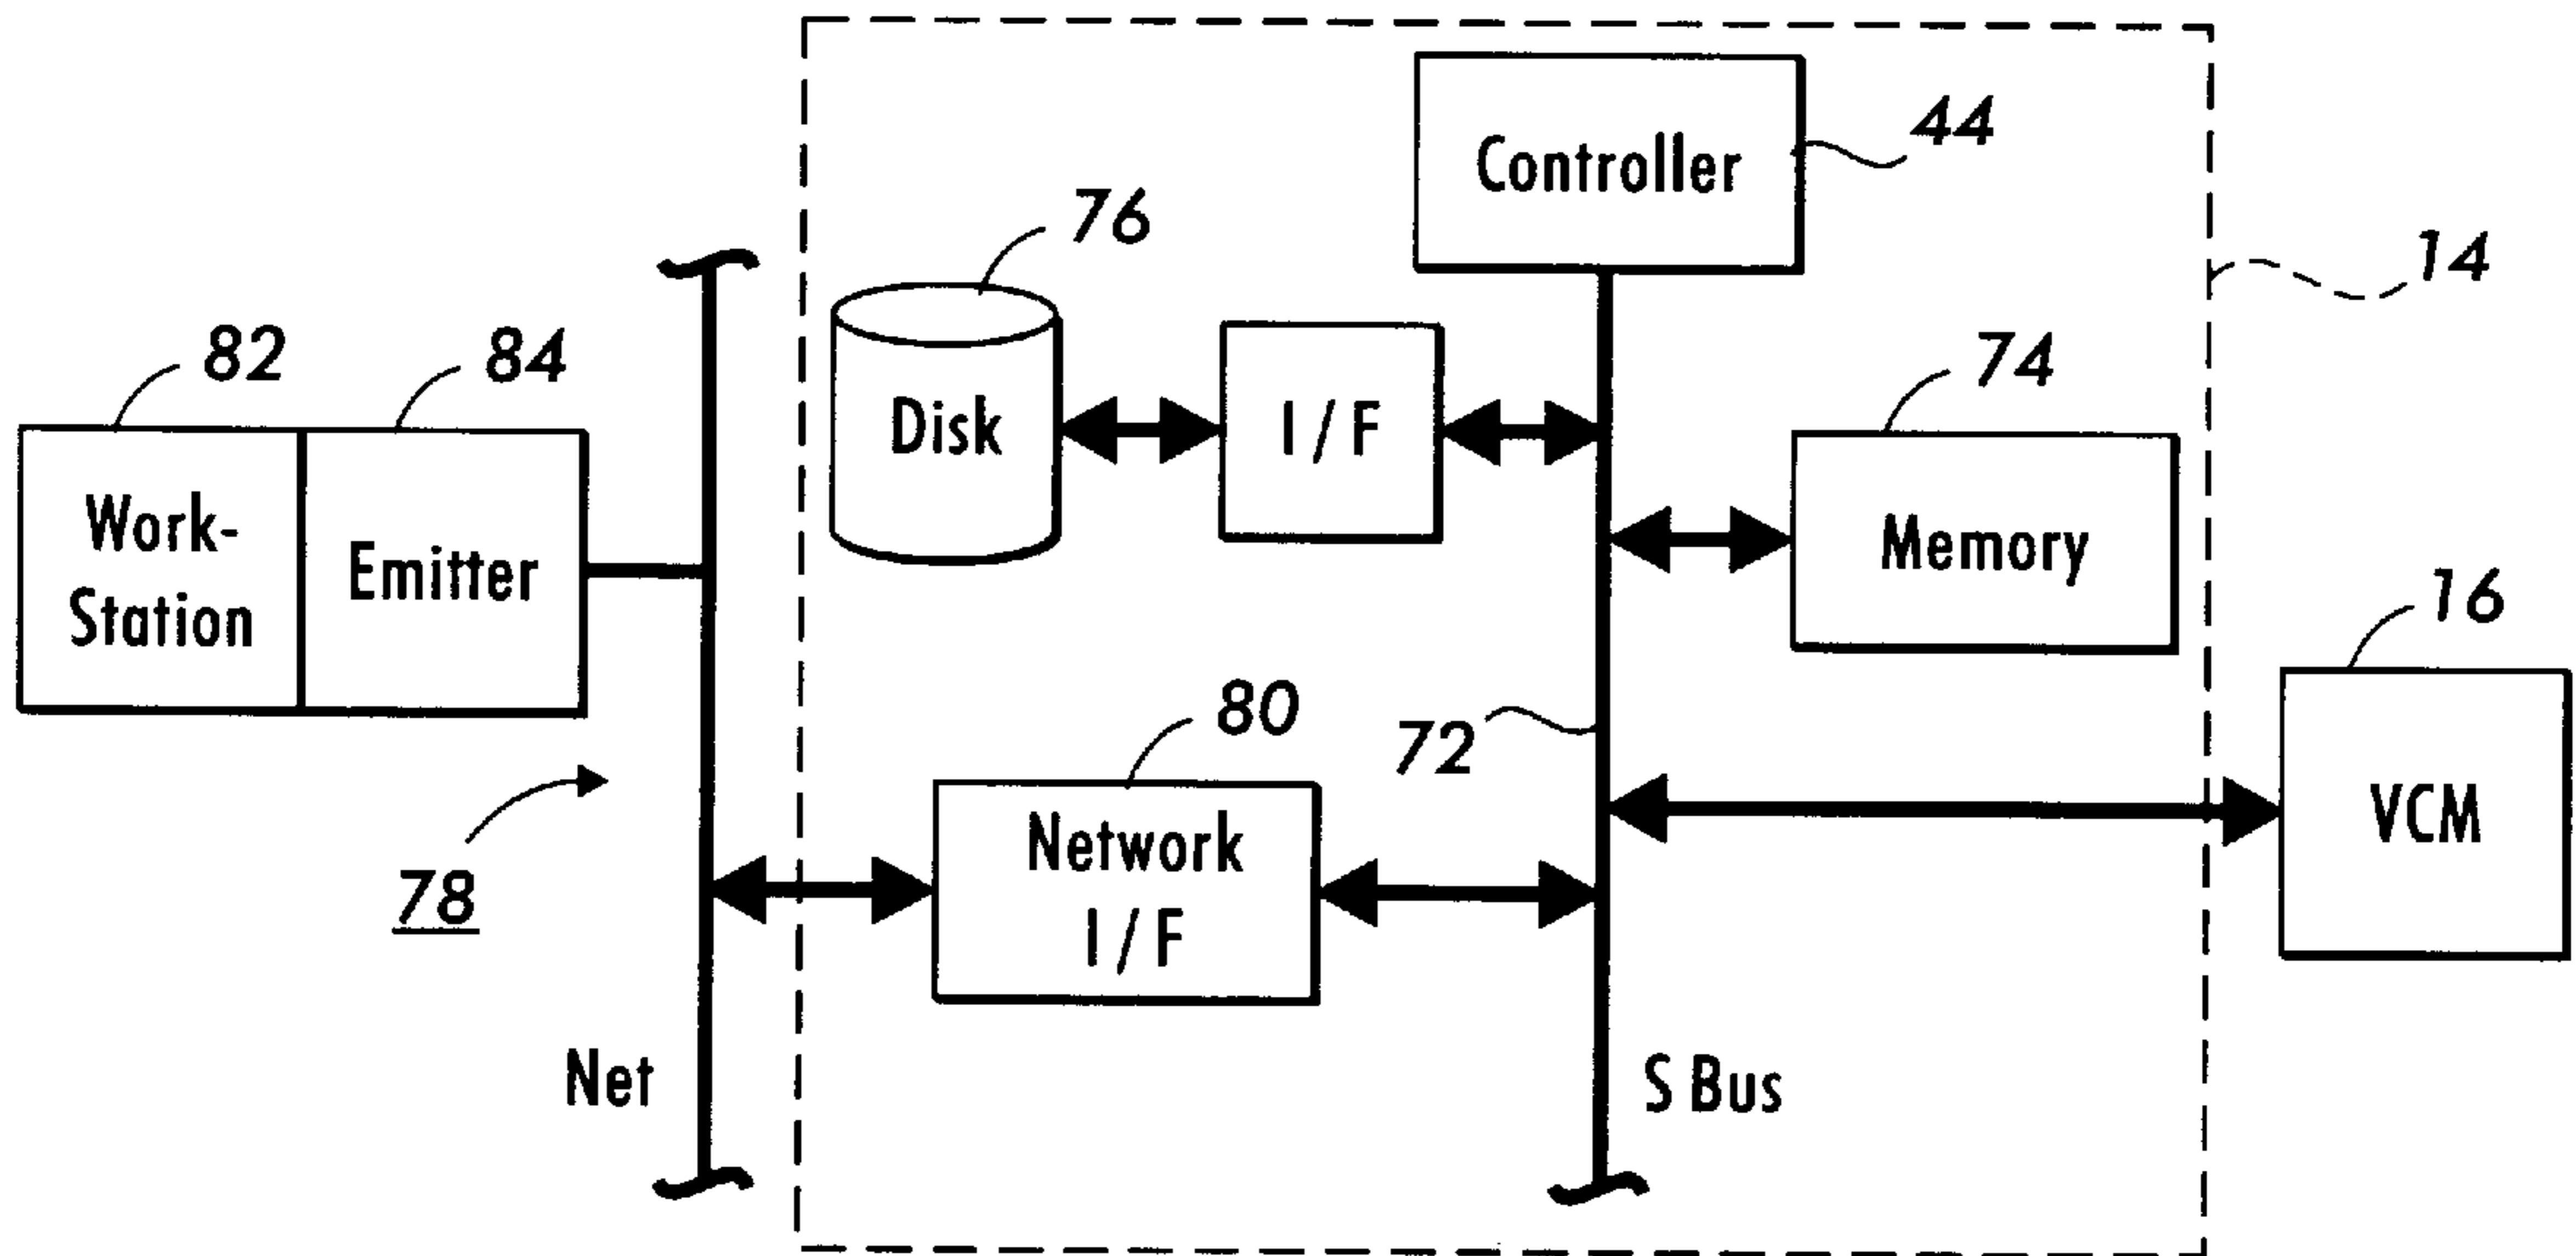 Controller
44
76
14
82
84
Disk
I / F
74
Work-
Station
Emitter
Memory
16
80
72
Network
I / F
VCM
78
Net
S Bus